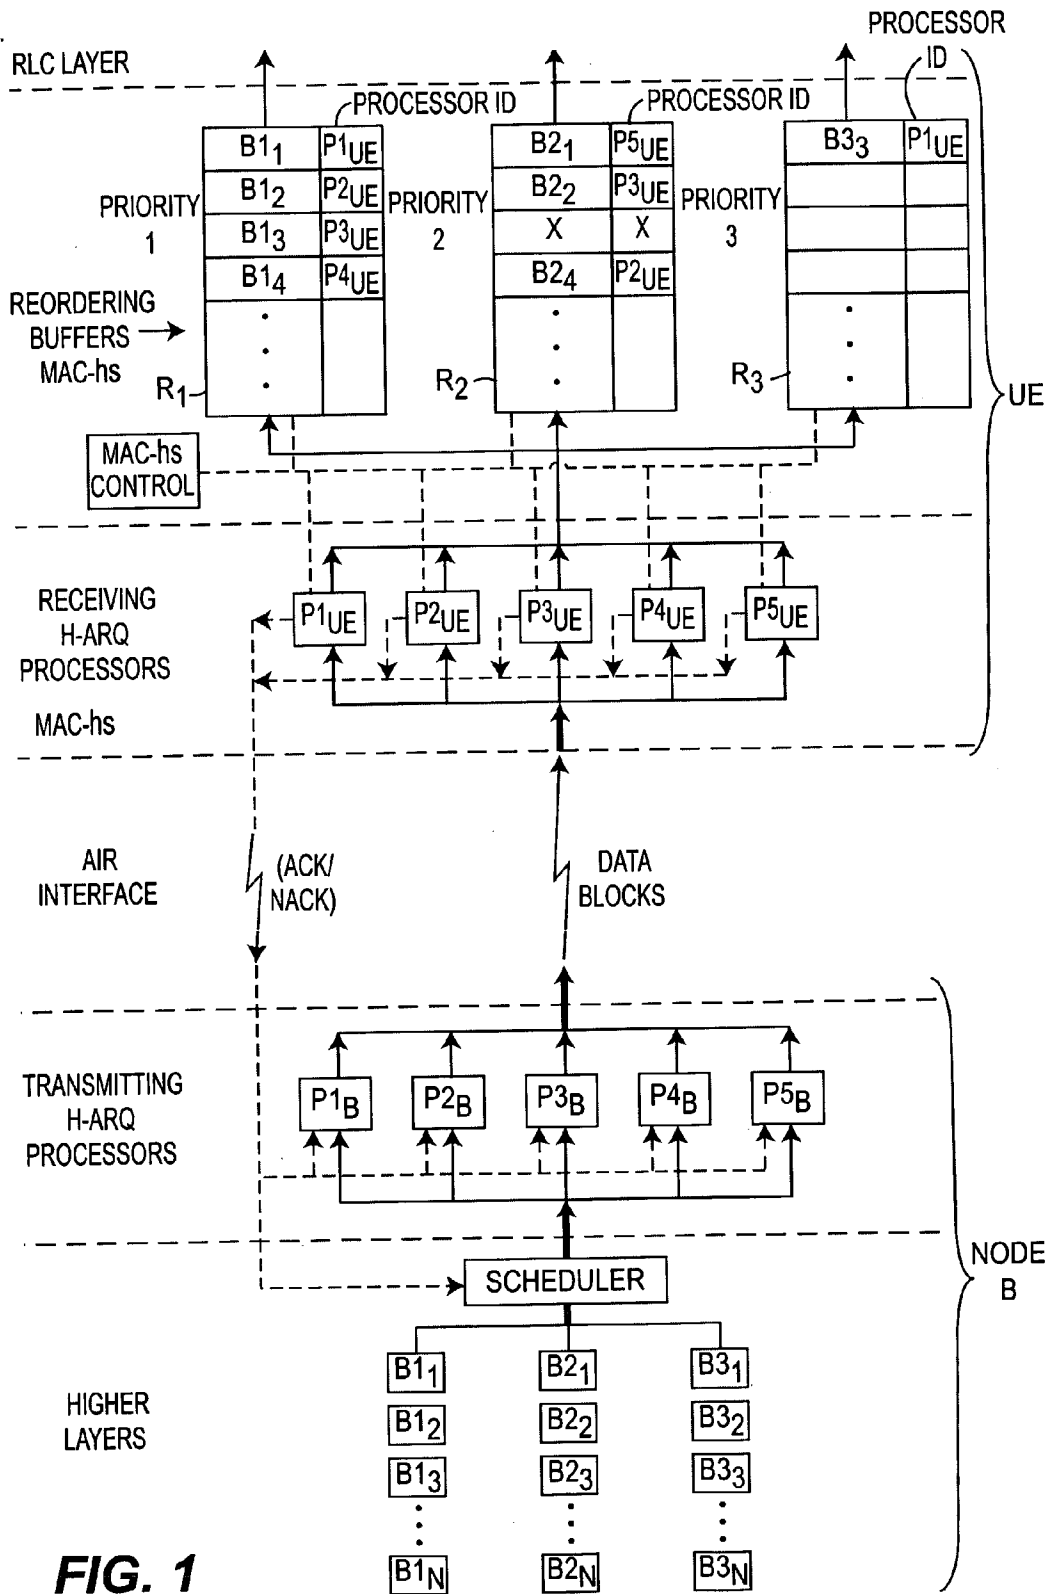 PROCESSOR
ID
RLC LAYER
PROCESSOR ID
PROCESSOR ID
PRIORITY
1
B1₁ P1UE
B1₂ P2UE
B1₃ P3UE
B1₄ P4UE
PRIORITY
2
B2₁ P5UE
B2₂ P3UE
X X
B2₄ P2UE
PRIORITY
3
B3₃ P1UE
REORDERING
BUFFERS
MAC-hs
R₁
R₂
R₃
UE
MAC-hs
CONTROL
RECEIVING
H-ARQ
PROCESSORS
MAC-hs
P1UE P2UE P3UE P4UE P5UE
AIR
INTERFACE
(ACK/
NACK)
DATA
BLOCKS
TRANSMITTING
H-ARQ
PROCESSORS
P1B P2B P3B P4B P5B
NODE
B
SCHEDULER
HIGHER
LAYERS
B1₁ B2₁ B3₁
B1₂ B2₂ B3₂
B1₃ B2₃ B3₃
B1N B2N B3N
FIG. 1